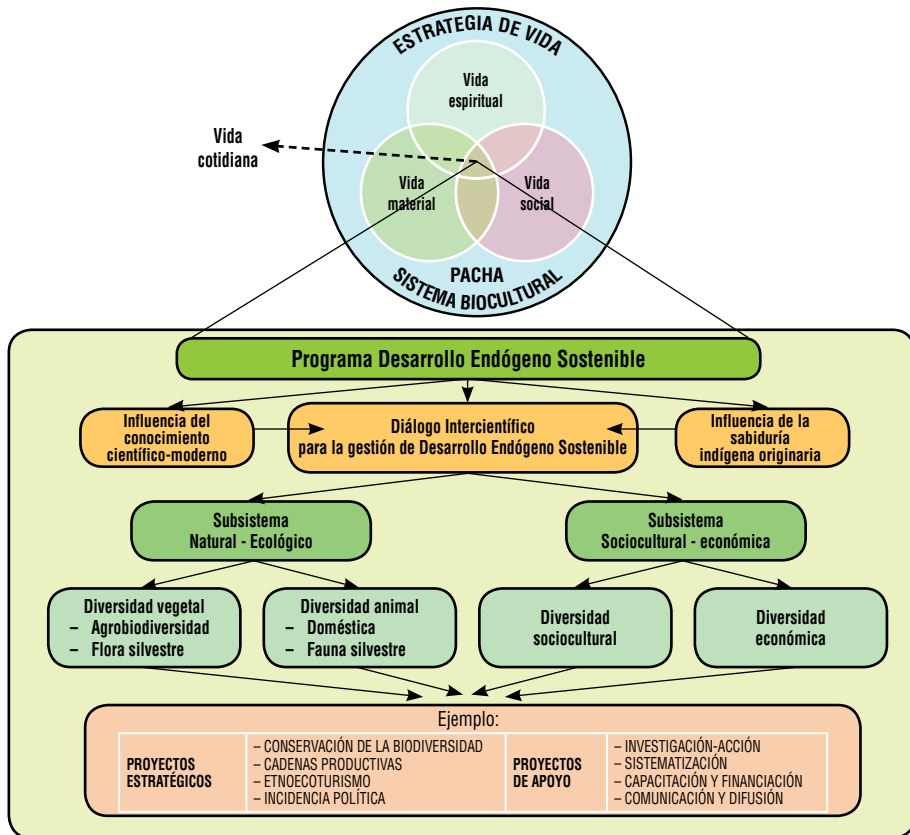 ESTRATEGIA DE VIDA
Vida
espiritual
Vida
cotidiana
Vida
material
Vida
social
PACHA
SISTEMA BIOCULTURAL
Programa Desarrollo Endógeno Sostenible
Influencia del
conocimiento
científico-moderno
Diálogo Intercientífico
para la gestión de Desarrollo Endógeno Sostenible
Influencia de la
sabiduría
indígena originaria
Subsistema
Natural - Ecológico
Subsistema
Sociocultural - económica
Diversidad vegetal
– Agrobiodiversidad
– Flora silvestre
Diversidad animal
– Doméstica
– Fauna silvestre
Diversidad
sociocultural
Diversidad
económica
Ejemplo:
PROYECTOS
ESTRATÉGICOS
– CONSERVACIÓN DE LA BIODIVERSIDAD
– CADENAS PRODUCTIVAS
– ETNOECOTURISMO
– INCIDENCIA POLÍTICA
PROYECTOS
DE APOYO
– INVESTIGACIÓN-ACCIÓN
– SISTEMATIZACIÓN
– CAPACITACIÓN Y FINANCIACIÓN
– COMUNICACIÓN Y DIFUSIÓN